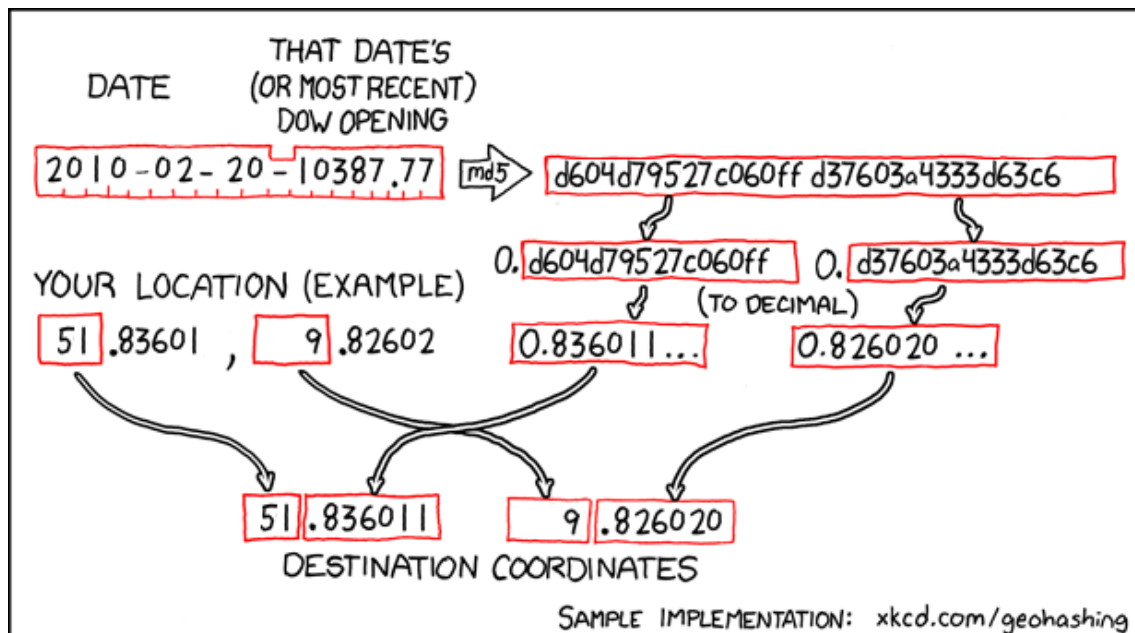 DATE
THAT DATE'S
(OR MOST RECENT)
DOW OPENING
2010-02-20-10387.77
md5
d604d79527c060ff d37603a4333d63c6
0. d604d79527c060ff
0. d37603a4333d63c6
(TO DECIMAL)
YOUR LOCATION (EXAMPLE)
51.83601, 9.82602
0.836011...
0.826020 ...
51 .836011
9 .826020
DESTINATION COORDINATES
SAMPLE IMPLEMENTATION: xkcd.com/geohashing